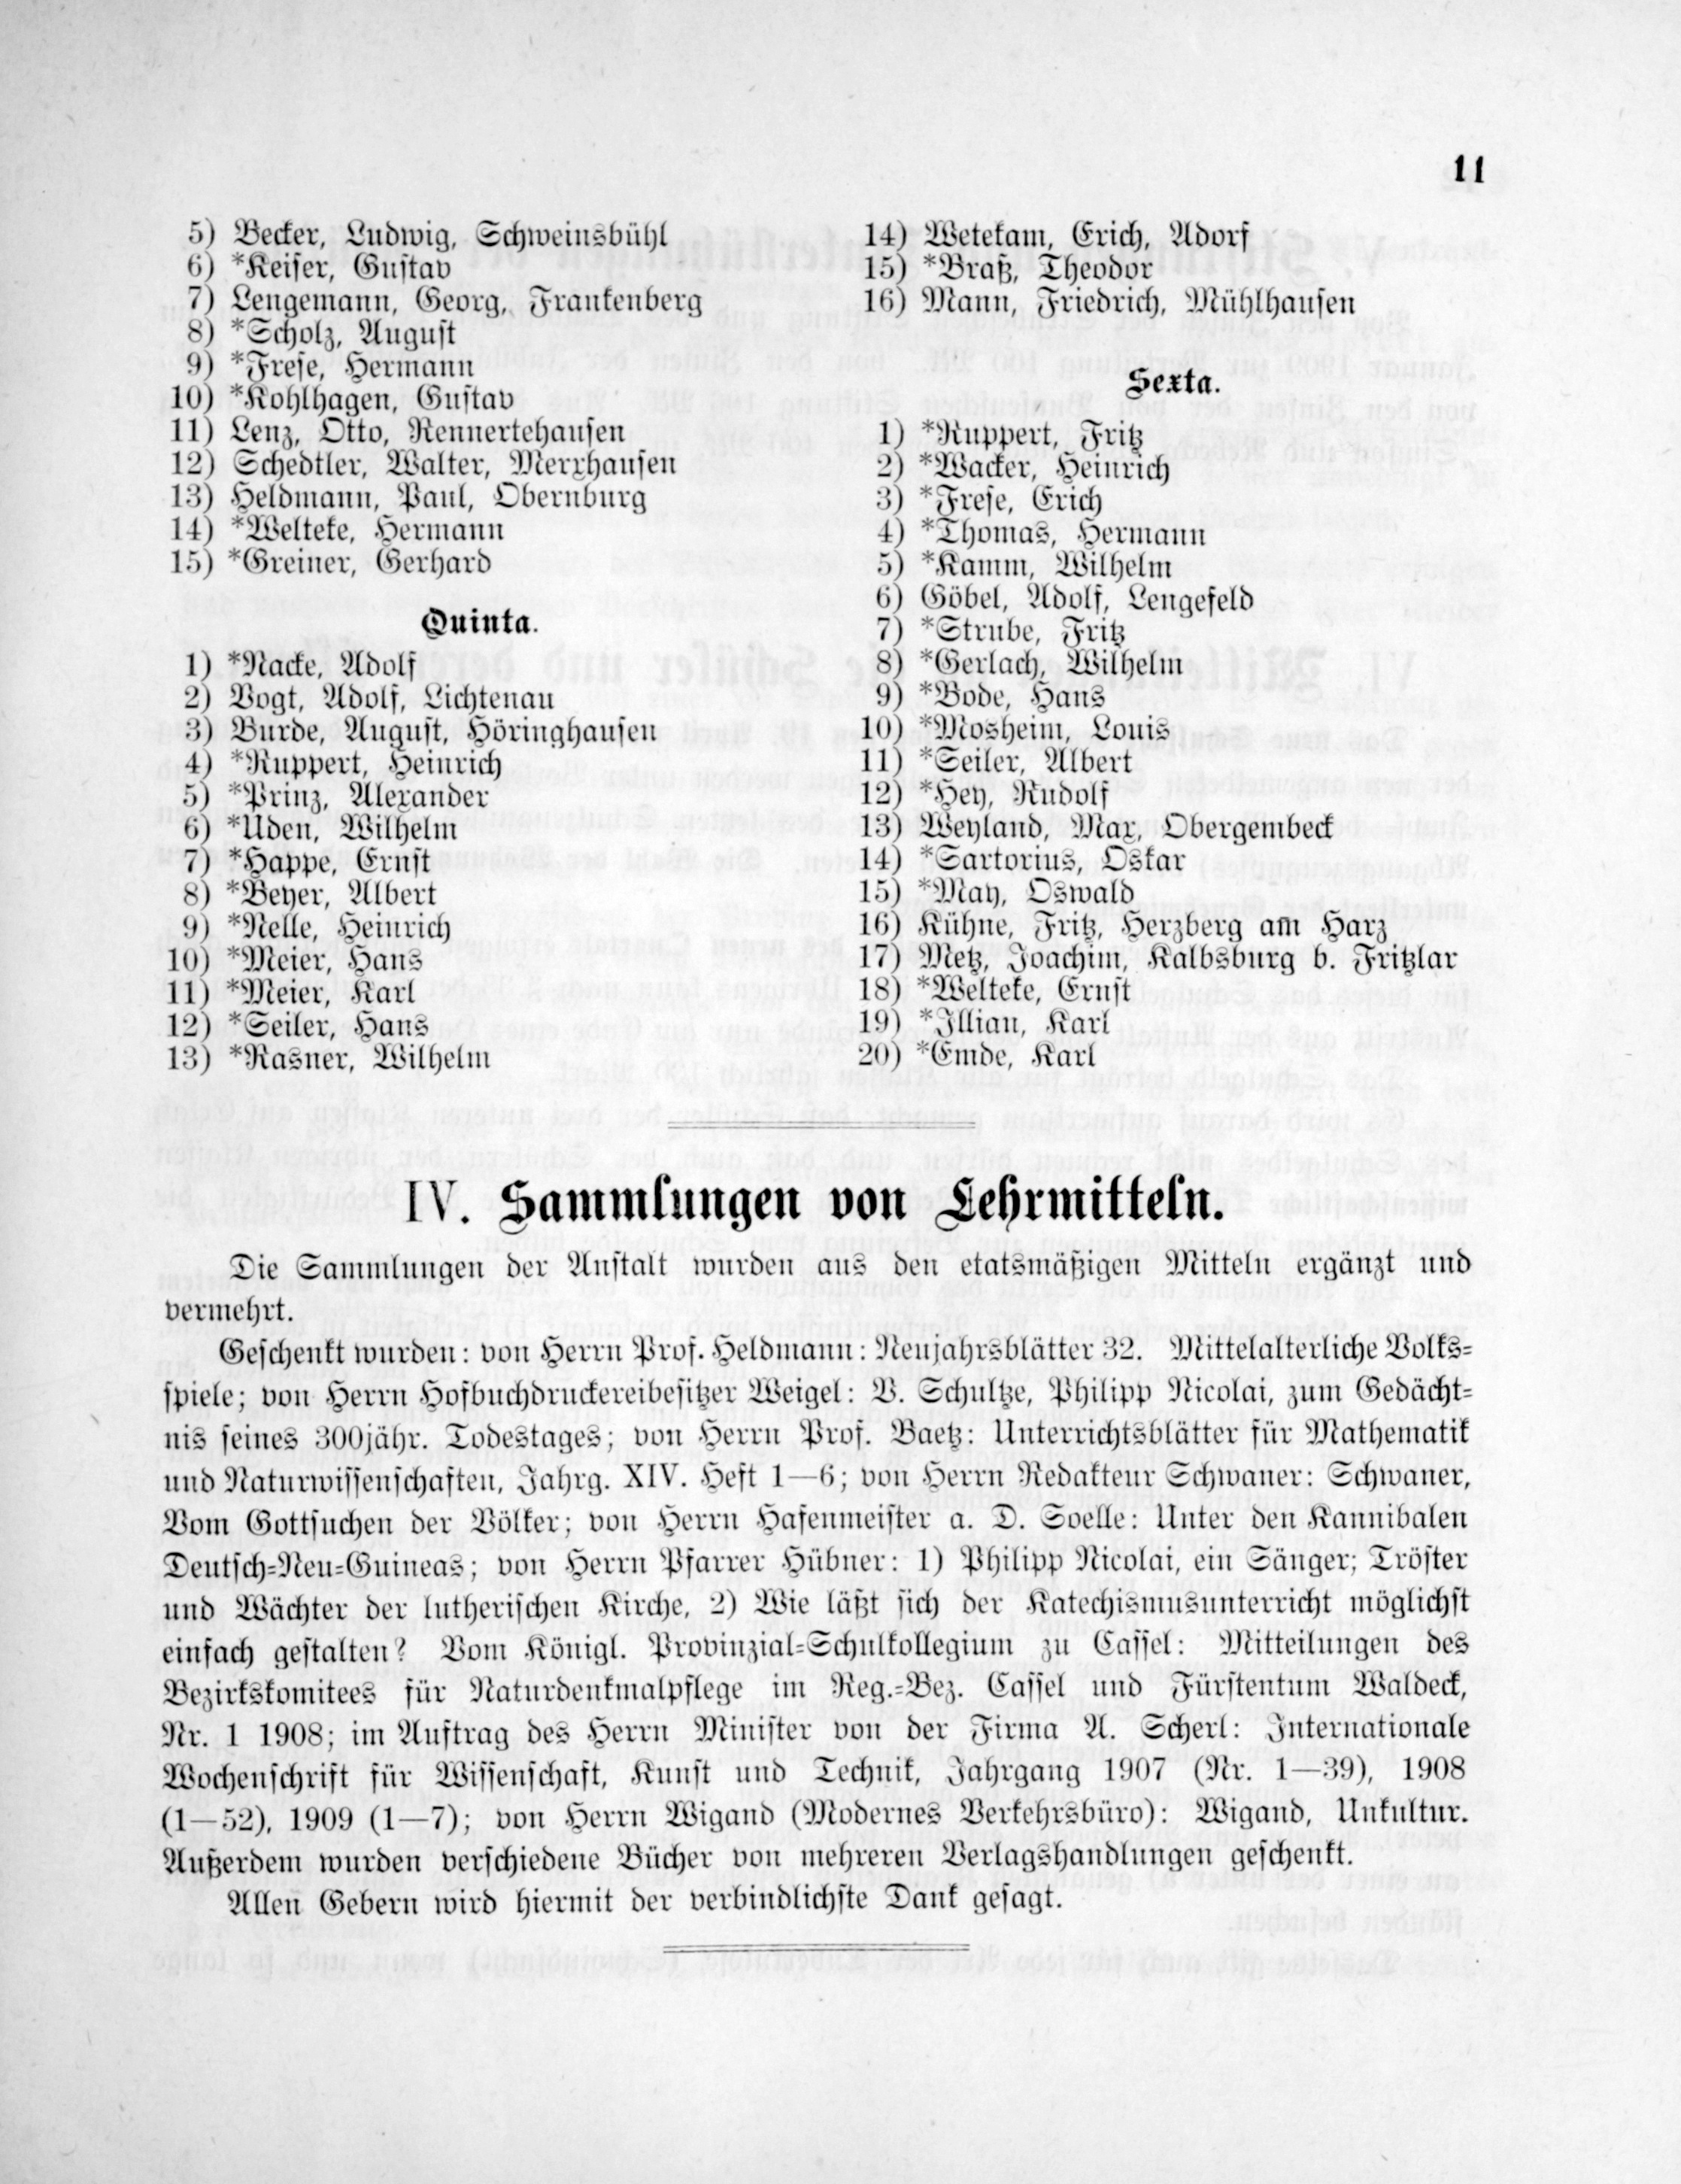 11
5) Becker, Ludwig, Schweinsbühl
6) *Keiser, Gustav
7) Lengemann, Georg, Frankenberg
8) *Scholz, August
9) *Frese, Hermann
10) *Kohlhagen, Gustav
11) Lenz, Otto, Rennertehausen
12) Schedtler, Walter, Merxhausen
13) Heldmann, Paul, Obernburg
14) *Welteke, Hermann
15) *Greiner, Gerhard
Quinta.
1) *Nacke, Adolf
2) Vogt, Adolf, Lichtenau
3) Burde, August, Höringhausen
4) *Ruppert, Heinrich
5) *Prinz, Alexander
6) *Uden, Wilhelm
7) *Happe, Ernst
8) *Beyer, Albert
9) *Nelle, Heinrich
10) *Meier, Hans
11) *Meier, Karl
12) *Seiler, Hans
13) *Rasner, Wilhelm
14) Wetekam, Erich, Adorf
15) *Braß, Theodor
16) Mann, Friedrich, Mühlhausen
Sexta.
1) *Ruppert, Fritz
2) *Wacker, Heinrich
3) *Frese, Erich
4) *Thomas, Hermann
5) *Kamm, Wilhelm
6) Göbel, Adolf, Lengefeld
7) *Strube, Fritz
8) *Gerlach, Wilhelm
9) *Bode, Hans
10) *Mosheim, Louis
11) *Seiler, Albert
12) *Hey, Rudolf
13) Weyland, Max, Obergembeck
14) *Sartorius, Oskar
15) *May, Oswald
16) Kühne, Fritz, Herzberg am Harz
17) Metz, Joachim, Kalbsburg b. Fritzlar
18) *Welteke, Ernst
19) *Illian, Karl
20) *Emde, Karl
IV. Sammlungen von Lehrmitteln.
Die Sammlungen der Anstalt wurden aus den etatsmäßigen Mitteln ergänzt und
vermehrt.
Geschenkt wurden: von Herrn Prof. Heldmann: Neujahrsblätter 32. Mittelalterliche Volks-
spiele; von Herrn Hofbuchdruckereibesitzer Weigel: V. Schultze, Philipp Nicolai, zum Gedächt-
nis seines 300jähr. Todestages; von Herrn Prof. Baetz: Unterrichtsblätter für Mathematik
und Naturwissenschaften, Jahrg. XIV. Heft 1—6; von Herrn Redakteur Schwaner: Schwaner,
Vom Gottsuchen der Völker; von Herrn Hafenmeister a. D. Soelle: Unter den Kannibalen
Deutsch-Neu-Guineas; von Herrn Pfarrer Hübner: 1) Philipp Nicolai, ein Sänger; Tröster
und Wächter der lutherischen Kirche, 2) Wie läßt sich der Katechismusunterricht möglichst
einfach gestalten? Vom Königl. Provinzial-Schulkollegium zu Cassel: Mitteilungen des
Bezirkskomitees für Naturdenkmalpflege im Reg.-Bez. Cassel und Fürstentum Waldeck,
Nr. 1 1908; im Auftrag des Herrn Minister von der Firma A. Scherl: Internationale
Wochenschrift für Wissenschaft, Kunst und Technik, Jahrgang 1907 (Nr. 1—39), 1908
(1—52), 1909 (1—7); von Herrn Wigand (Modernes Verkehrsbüro): Wigand, Unkultur.
Außerdem wurden verschiedene Bücher von mehreren Verlagshandlungen geschenkt.
Allen Gebern wird hiermit der verbindlichste Dank gesagt.